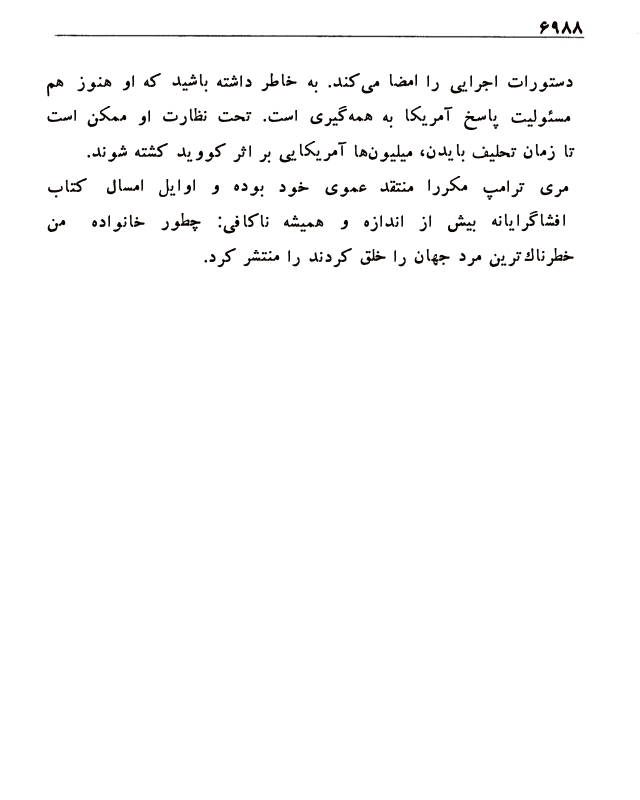 ۶۹۸۸
دستورات اجرایی را امضا می‌کند. به خاطر داشته باشید که او هنوز هم
مسئولیت پاسخ آمریکا به همه‌گیری است. تحت نظارت او ممکن است
تا زمان تحلیف بایدن، میلیون‌ها آمریکایی بر اثر کووید کشته شوند.
مری ترامپ مکررا منتقد عموی خود بوده و اوایل امسال کتاب
افشاگرایانه بیش از اندازه و همیشه ناکافی: چطور خانواده من
خطرناك‌ترین مرد جهان را خلق کردند را منتشر کرد.